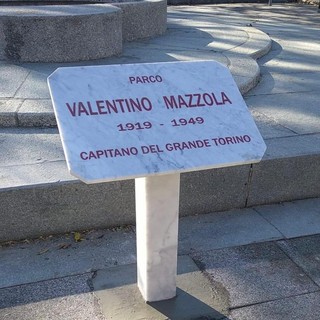 PARCO
VALENTINO MAZZOLA
1919 - 1949
CAPITANO DEL GRANDE TORINO